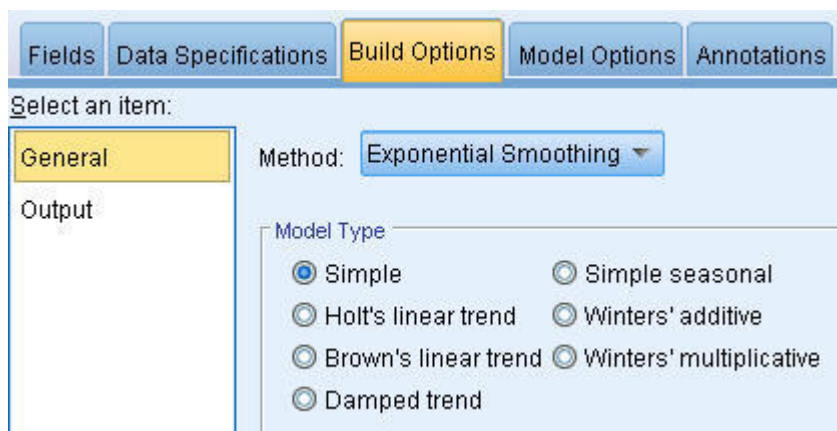 Fields Data Specifications Build Options Model Options Annotations
Select an item:
General
Output
Method: Exponential Smoothing
Model Type
Simple
Simple seasonal
Holt's linear trend
Winters' additive
Brown's linear trend
Winters' multiplicative
Damped trend